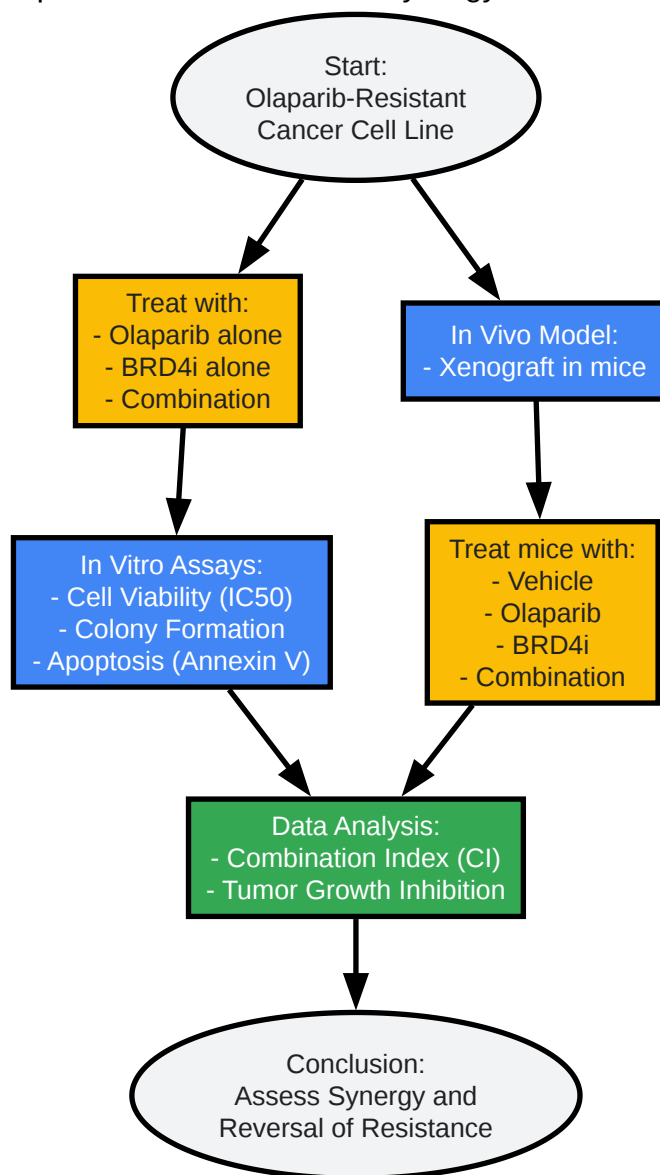 Start:
Olaparib-Resistant
Cancer Cell Line
Treat with:
- Olaparib alone
- BRD4i alone
- Combination
In Vivo Model:
- Xenograft in mice
In Vitro Assays:
- Cell Viability (IC50)
- Colony Formation
- Apoptosis (Annexin V)
Treat mice with:
- Vehicle
- Olaparib
- BRD4i
- Combination
Data Analysis:
- Combination Index (CI)
- Tumor Growth Inhibition
Conclusion:
Assess Synergy and
Reversal of Resistance